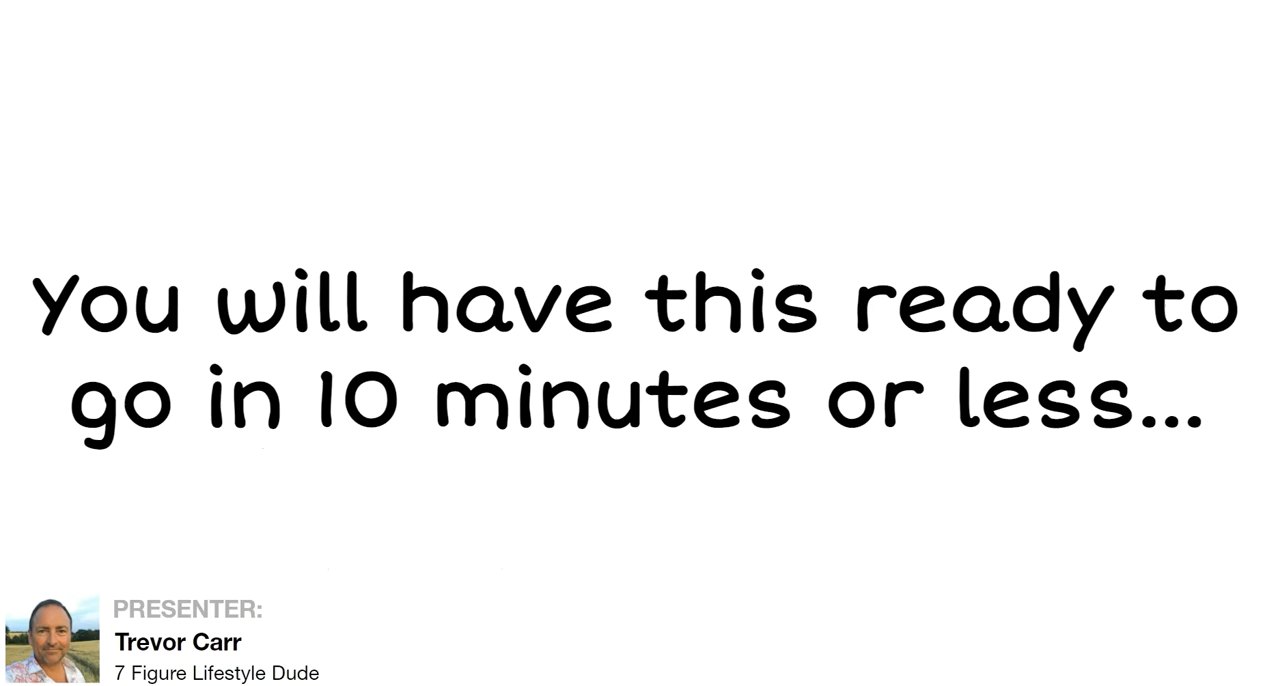 You will have this ready to
go in 10 minutes or less...
PRESENTER:
Trevor Carr
7 Figure Lifestyle Dude